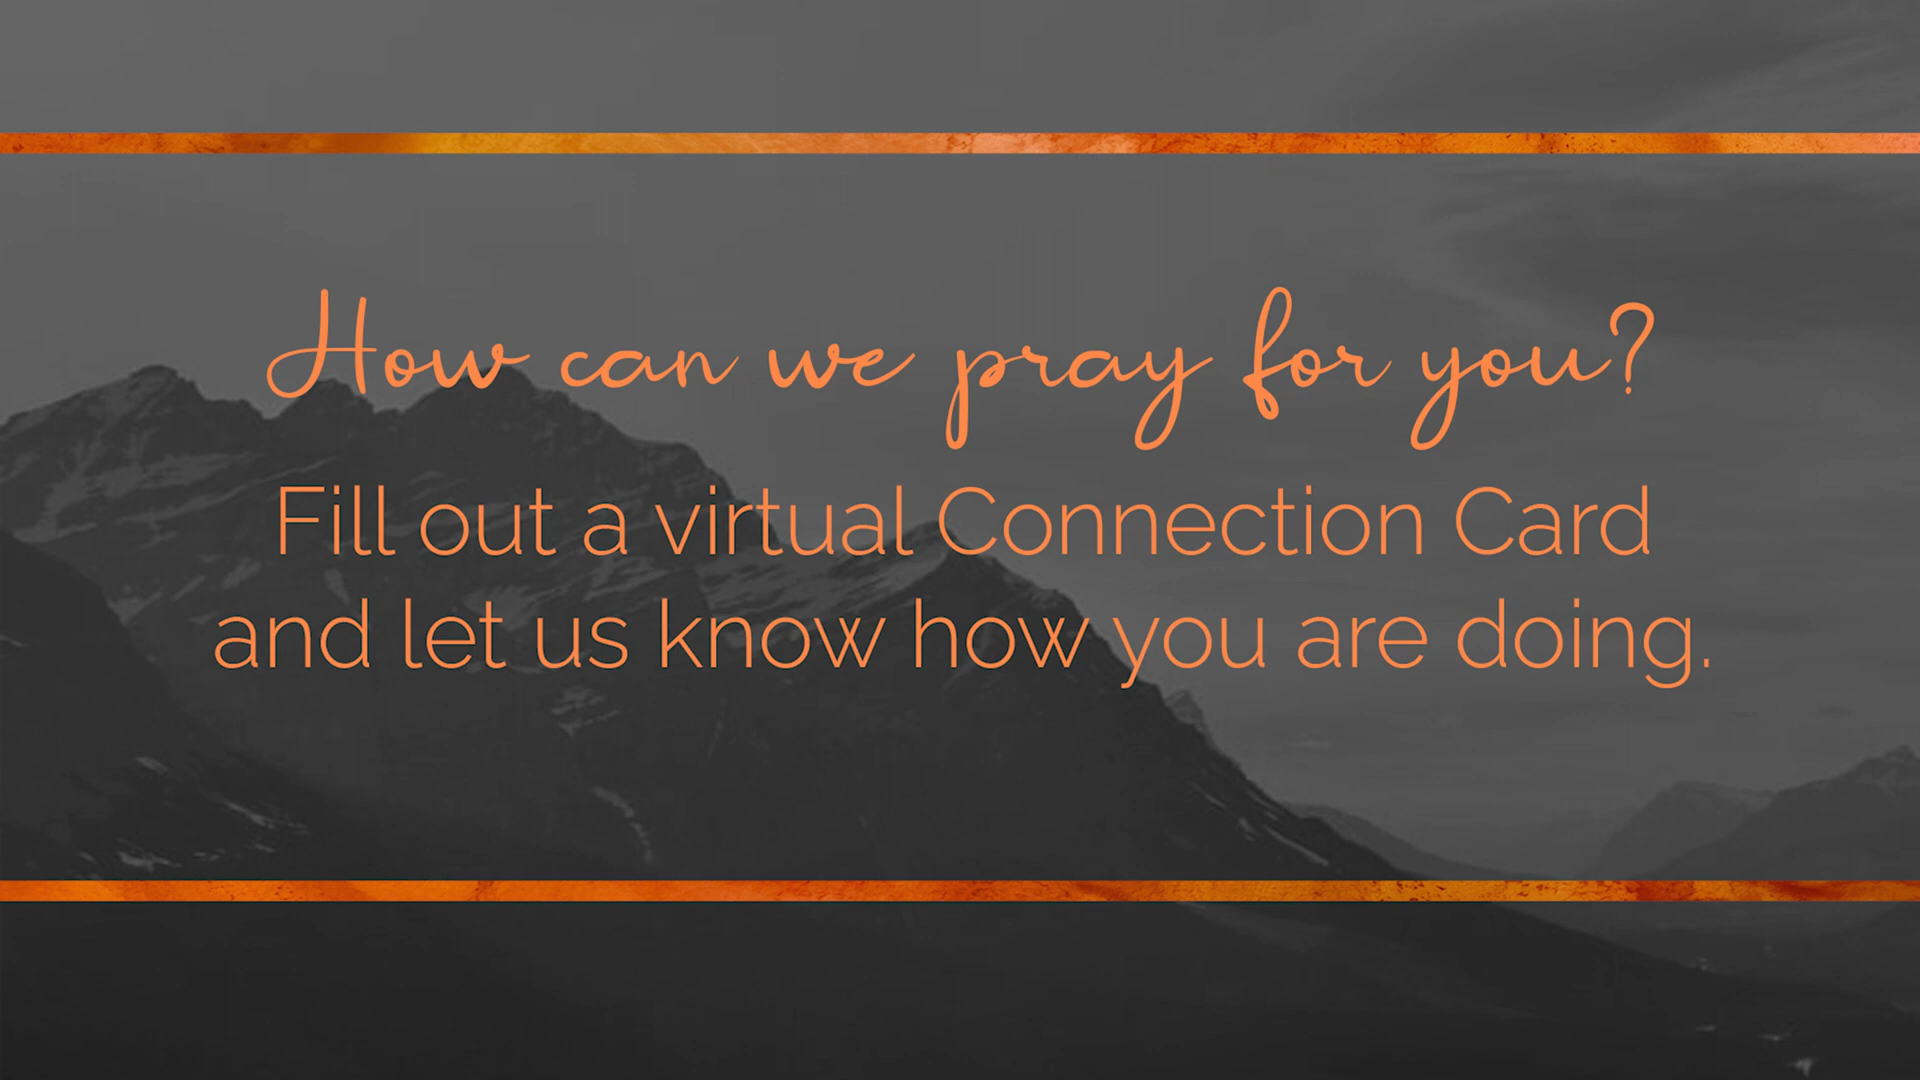 How can we pray for you?
Fill out a virtual Connection Card
and let us know how you are doing.